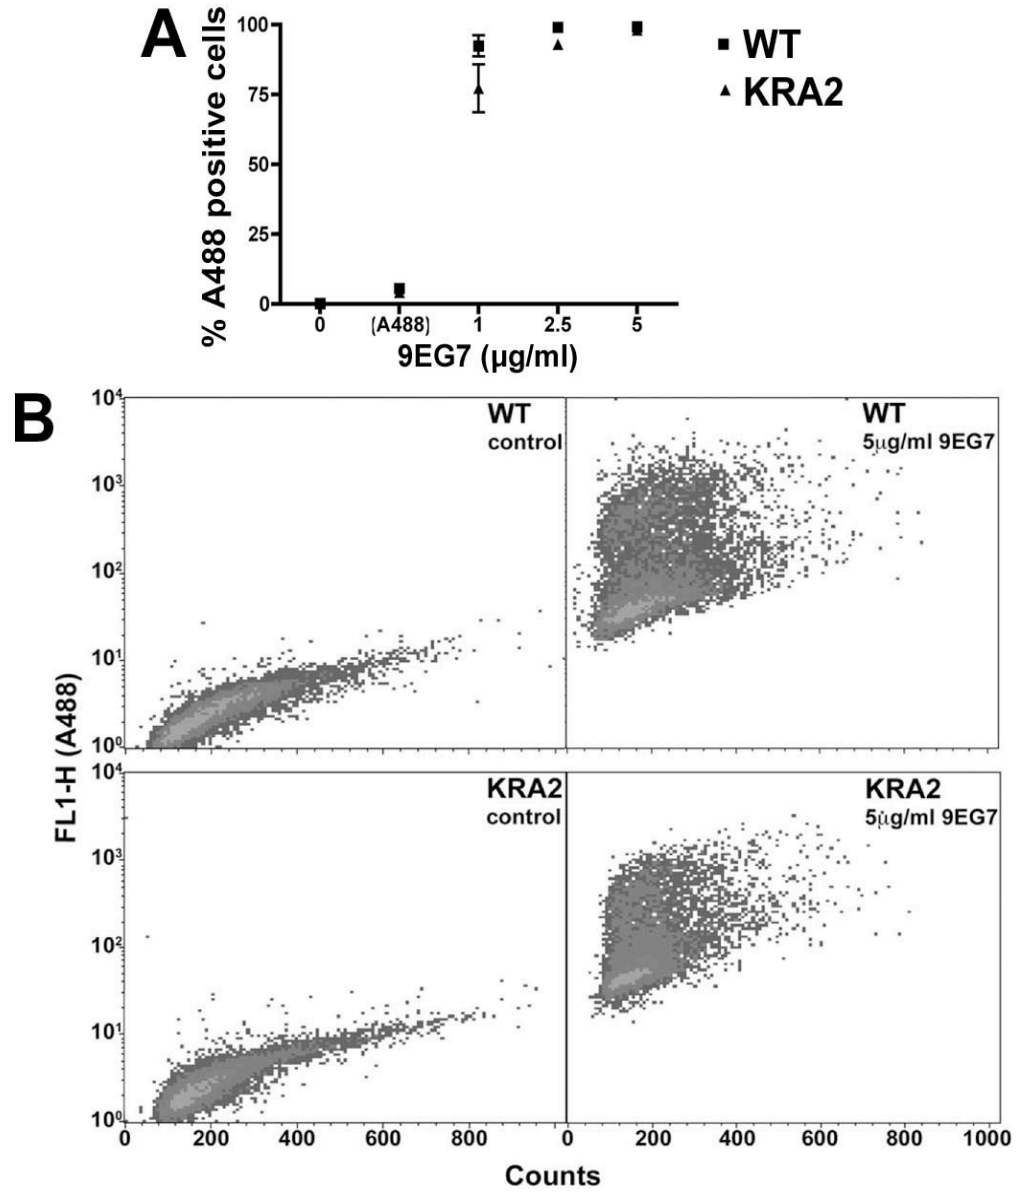 A
% A488 positive cells
100
75
50
25
0
0 (A488) 1 2.5 5
9EG7 (µg/ml)
WT
KRA2
B
FL1-H (A488)
10⁴
10³
10²
10¹
10⁰
WT
control
WT
5µg/ml 9EG7
10⁴
10³
10²
10¹
10⁰
KRA2
control
KRA2
5µg/ml 9EG7
0 200 400 600 800 0 200 400 600 800 1000
Counts